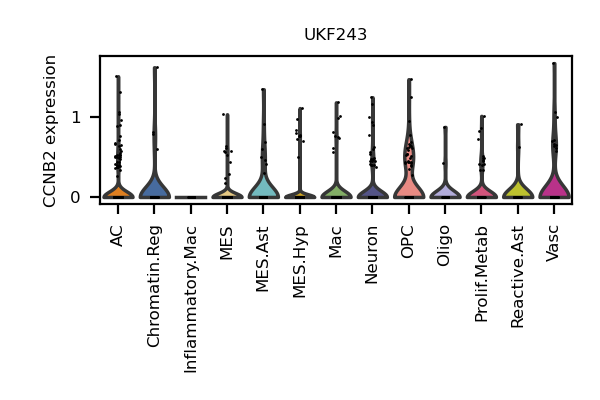 UKF243
CCNB2 expression
1
0
AC
Chromatin.Reg
Inflammatory.Mac
MES
MES.Ast
MES.Hyp
Mac
Neuron
OPC
Oligo
Prolif.Metab
Reactive.Ast
Vasc